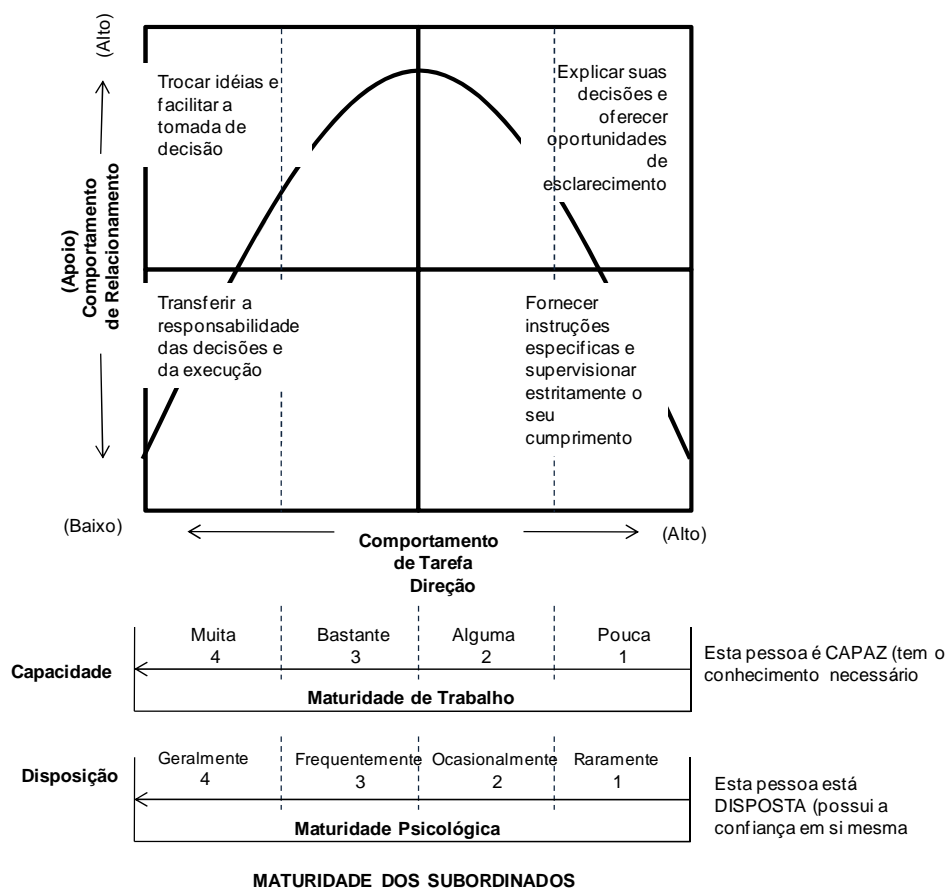 (Alto)
(Apoio)
Comportamento
de Relacionamento
Trocar idéias e
facilitar a
tomada de
decisão
Explicar suas
decisões e
oferecer
oportunidades
de
esclarecimento
Transferir a
responsabilidade
das decisões e
da execução
Fornecer
instruções
especificas e
supervisionar
estritamente o
seu
cumprimento
(Baixo)
(Alto)
Comportamento
de Tarefa
Direção
Capacidade
Muita
4
Bastante
3
Alguma
2
Pouca
1
Maturidade de Trabalho
Esta pessoa é CAPAZ (tem o
conhecimento necessário
Disposição
Geralmente
4
Frequentemente
3
Ocasionalmente
2
Raramente
1
Maturidade Psicológica
Esta pessoa está
DISPOSTA (possui a
confiança em si mesma
MATURIDADE DOS SUBORDINADOS